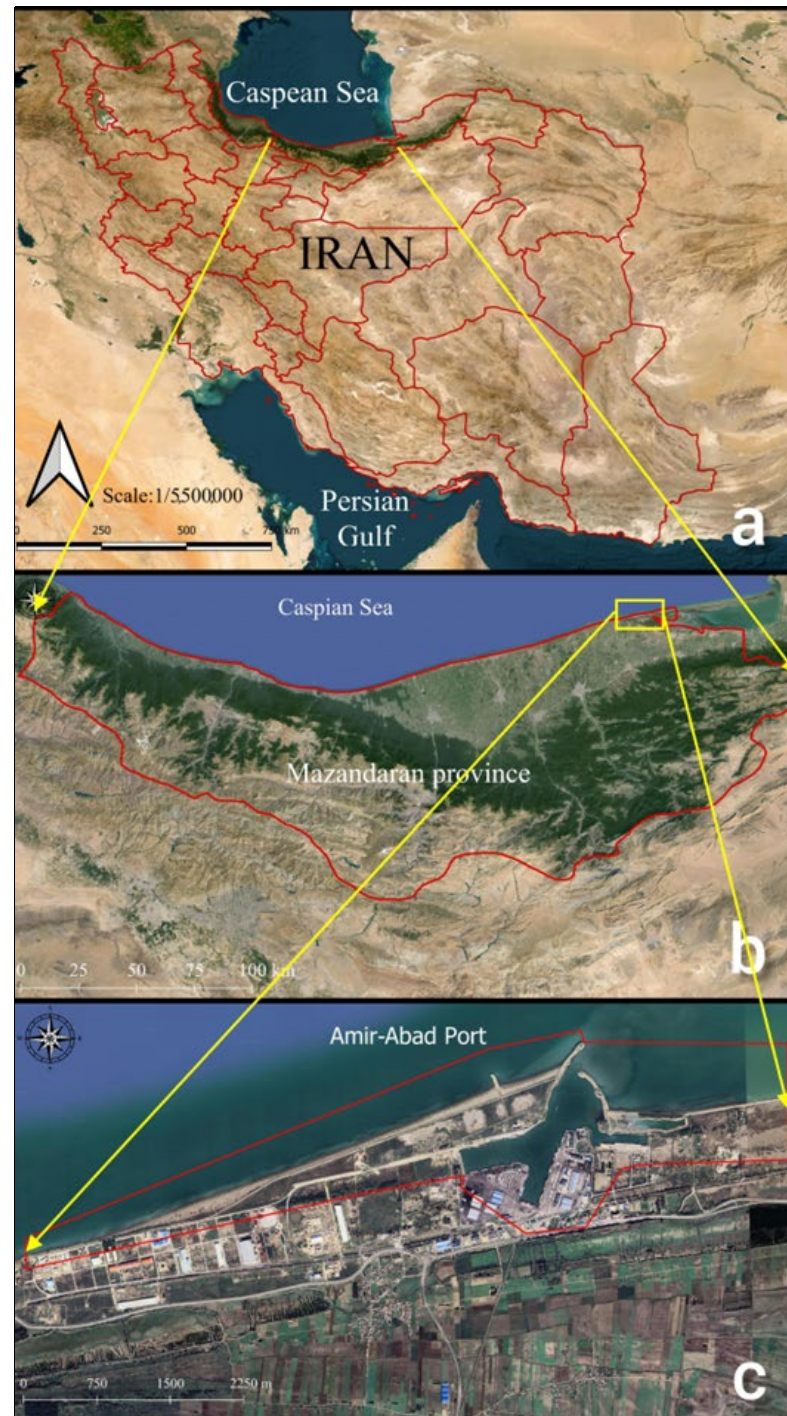 Caspean Sea
IRAN
Scale:1/5,500,000
0 250 500 750 km
Persian
Gulf
a
Caspian Sea
Mazandaran province
0 25 50 75 100 km
b
Amir-Abad Port
0 750 1500 2250 m
c